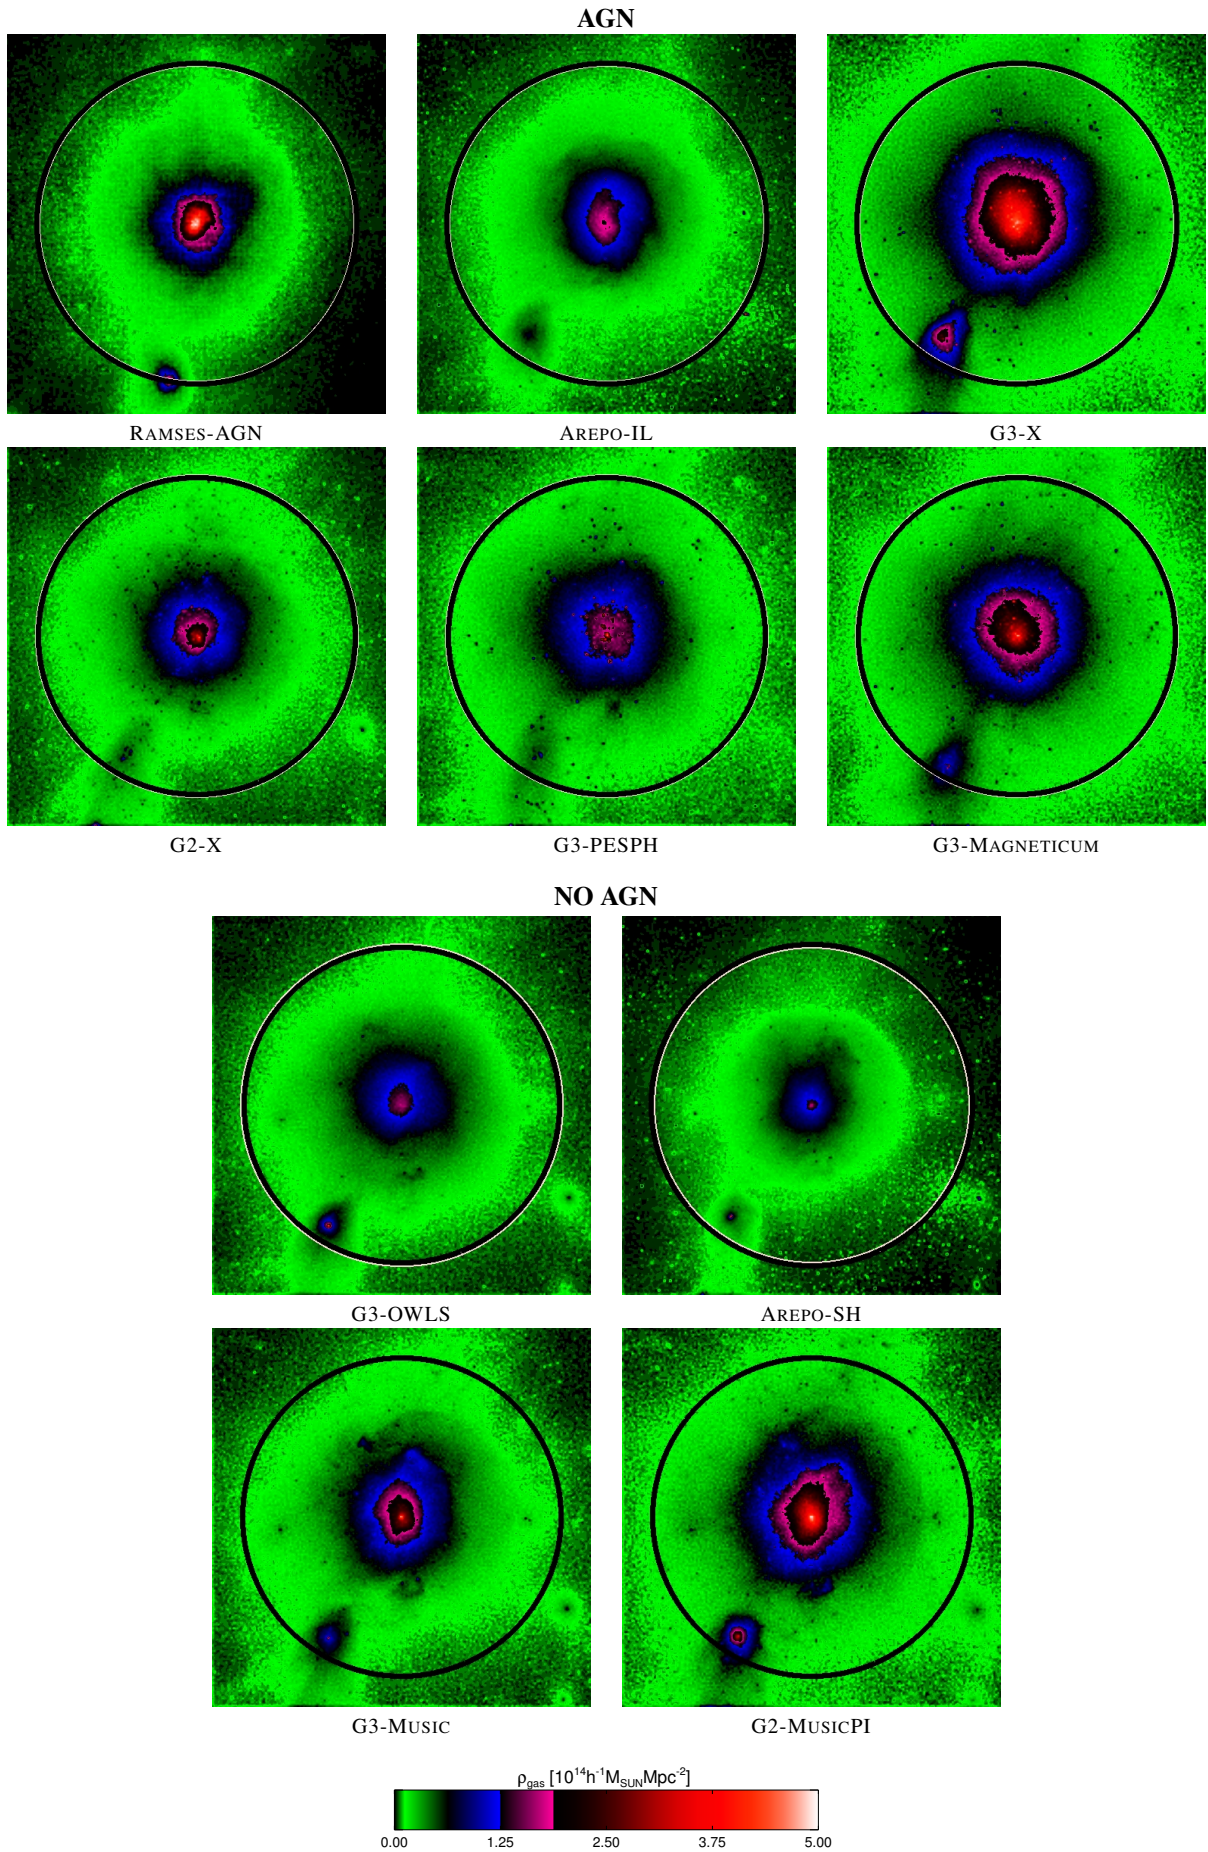 AGN
RAMSES-AGN
AREPO-IL
G3-X
G2-X
G3-PESPH
G3-MAGNETICUM
NO AGN
G3-OWLS
AREPO-SH
G3-MUSIC
G2-MUSICPI
ρgas [10¹⁴h⁻¹MSUNMpc⁻²]
0.00 1.25 2.50 3.75 5.00